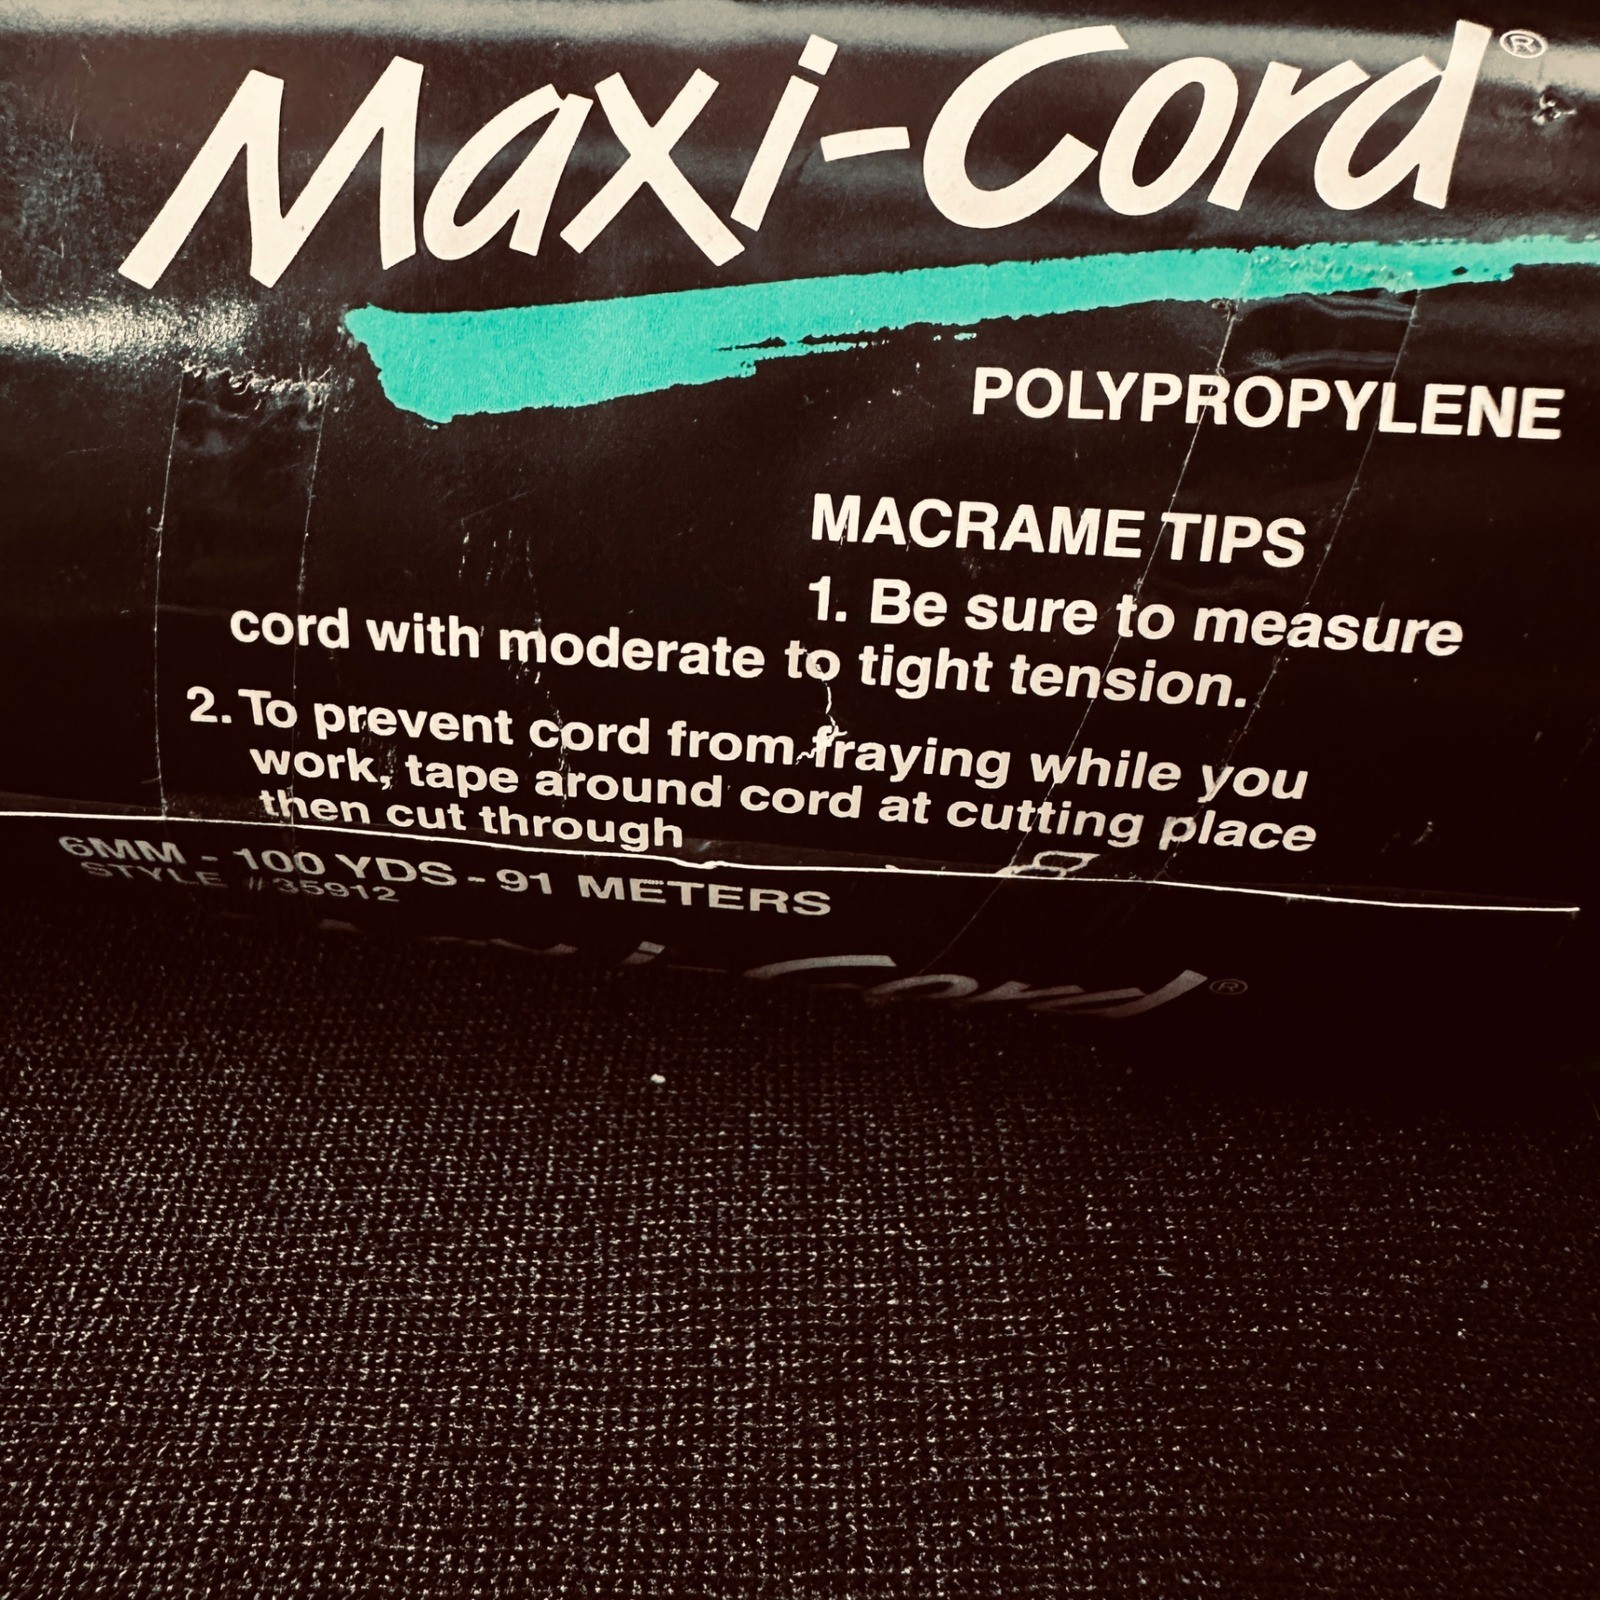 Maxi-Cord®
POLYPROPYLENE
MACRAME TIPS
1. Be sure to measure
cord with moderate to tight tension.
2. To prevent cord from fraying while you
work, tape around cord at cutting place
then cut through
6MM - 100 YDS - 91 METERS
STYLE #35912
i-Cord®